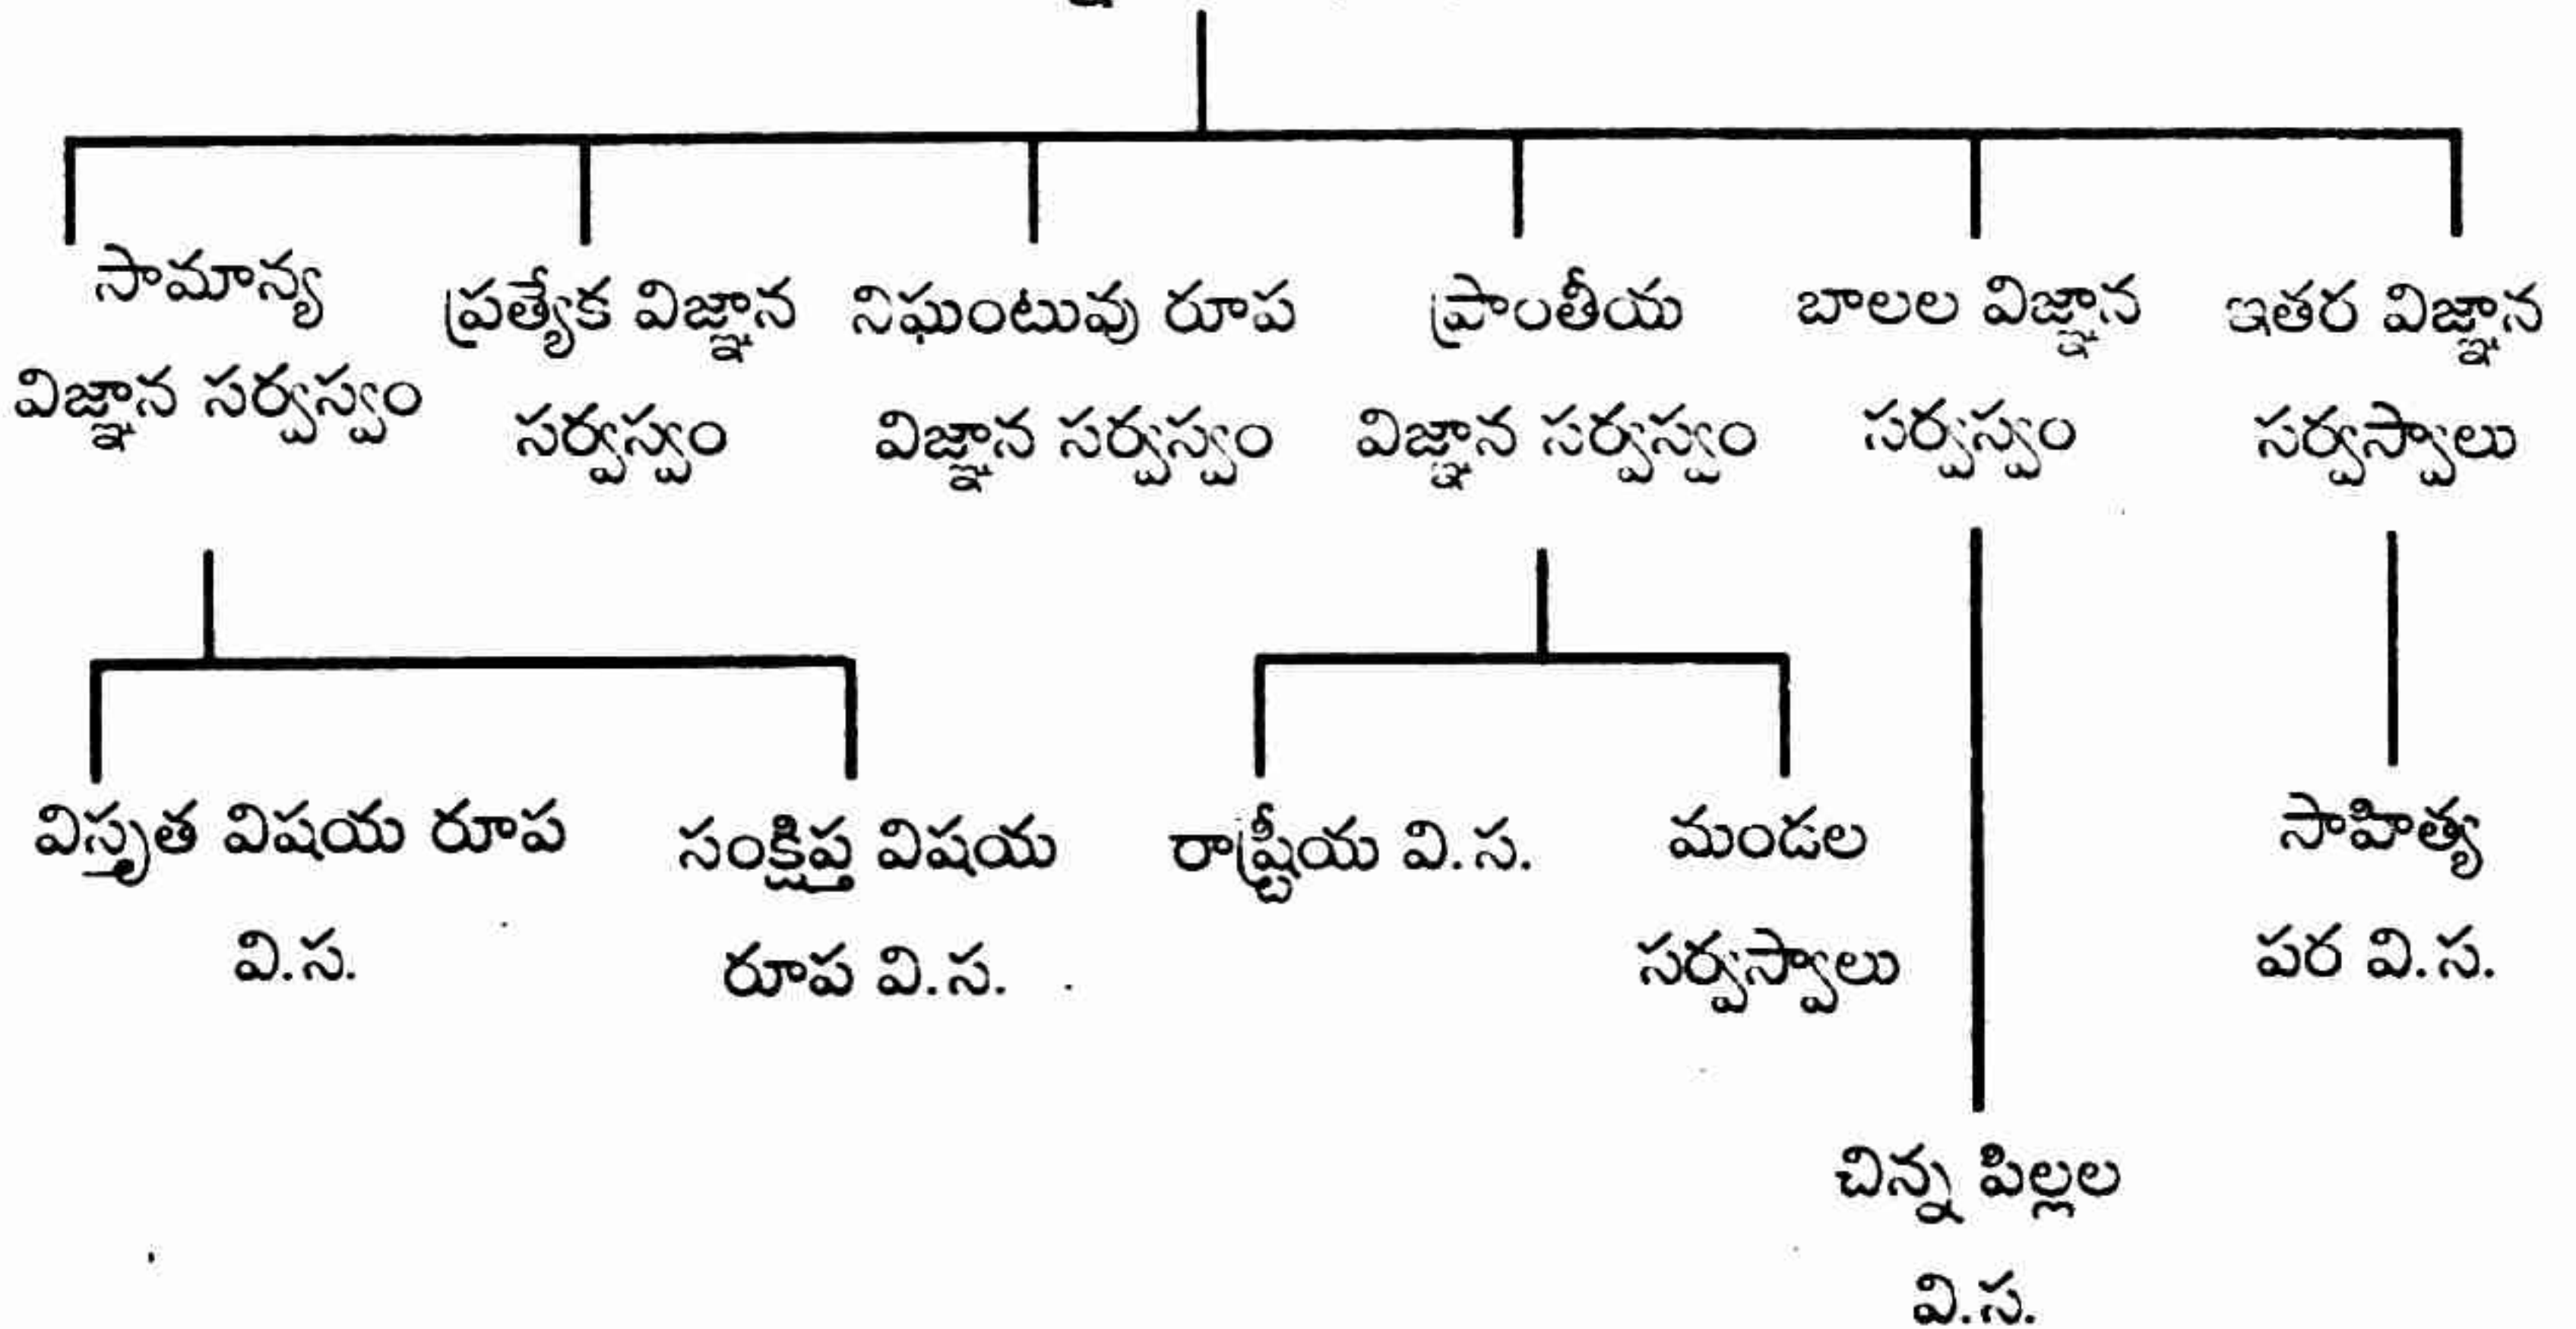 సామాన్య
విజ్ఞాన సర్వస్వం
ప్రత్యేక విజ్ఞాన
సర్వస్వం
నిఘంటువు రూప
విజ్ఞాన సర్వస్వం
ప్రాంతీయ
విజ్ఞాన సర్వస్వం
బాలల విజ్ఞాన
సర్వస్వం
ఇతర విజ్ఞాన
సర్వస్వాలు
విస్తృత విషయ రూప
వి.స.
సంక్షిప్త విషయ
రూప వి.స.
రాష్ట్రీయ వి.స.
మండల
సర్వస్వాలు
సాహిత్య
పర వి.స.
చిన్న పిల్లల
వి.స.